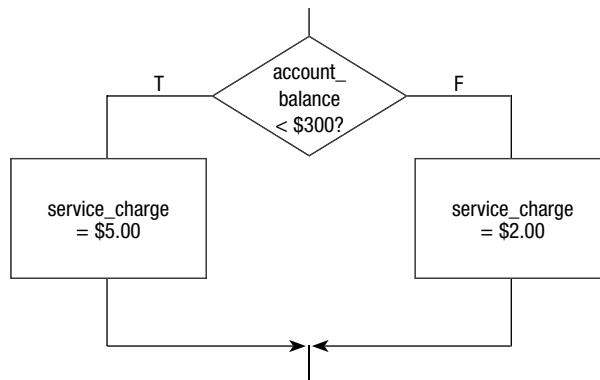 account_
balance
< $300?
T
F
service_charge
= $5.00
service_charge
= $2.00